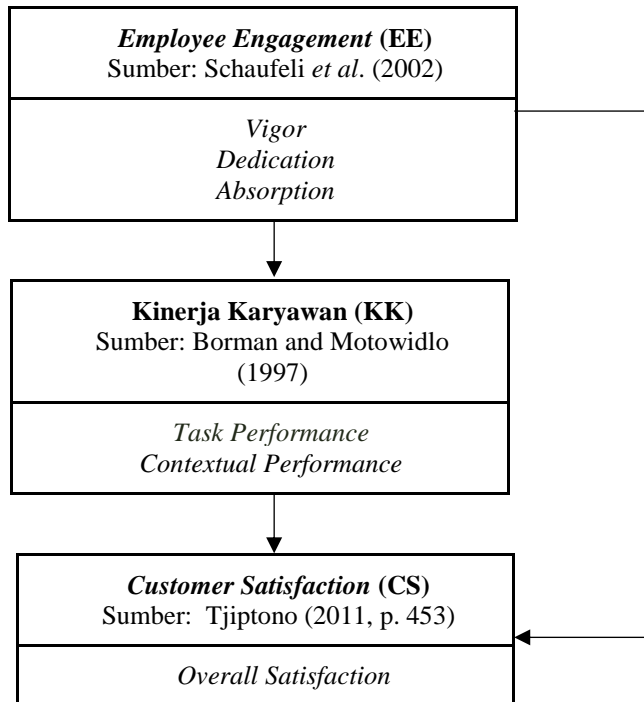 Employee Engagement (EE)
Sumber: Schaufeli et al. (2002)
Vigor
Dedication
Absorption
Kinerja Karyawan (KK)
Sumber: Borman and Motowidlo
(1997)
Task Performance
Contextual Performance
Customer Satisfaction (CS)
Sumber: Tjiptono (2011, p. 453)
Overall Satisfaction